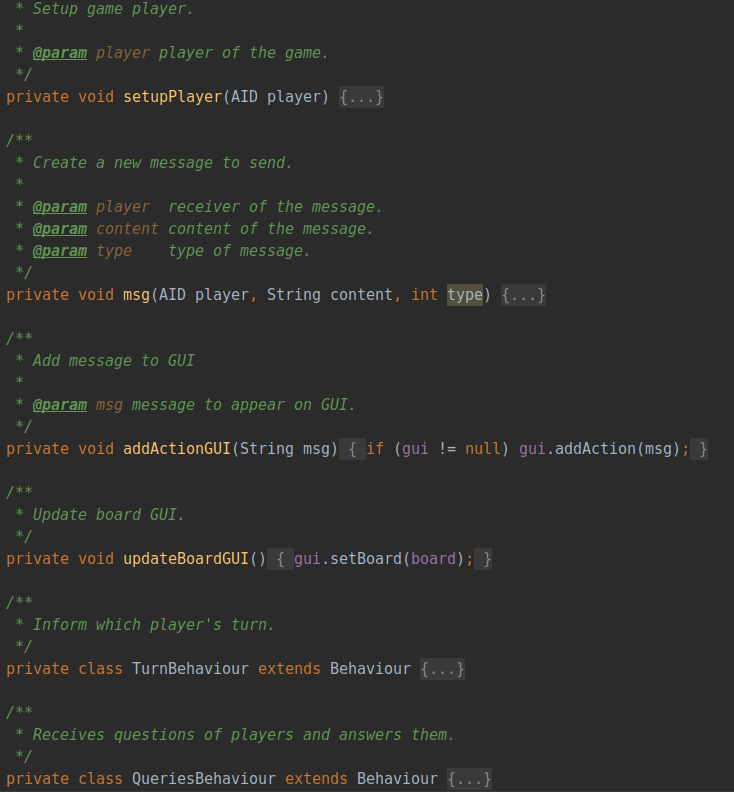 * Setup game player.
 *
 * @param player player of the game.
 */
private void setupPlayer(AID player) {...}

/**
 * Create a new message to send.
 *
 * @param player  receiver of the message.
 * @param content content of the message.
 * @param type    type of message.
 */
private void msg(AID player, String content, int type) {...}

/**
 * Add message to GUI
 *
 * @param msg message to appear on GUI.
 */
private void addActionGUI(String msg) { if (gui != null) gui.addAction(msg); }

/**
 * Update board GUI.
 */
private void updateBoardGUI() { gui.setBoard(board); }

/**
 * Inform which player's turn.
 */
private class TurnBehaviour extends Behaviour {...}

/**
 * Receives questions of players and answers them.
 */
private class QueriesBehaviour extends Behaviour {...}